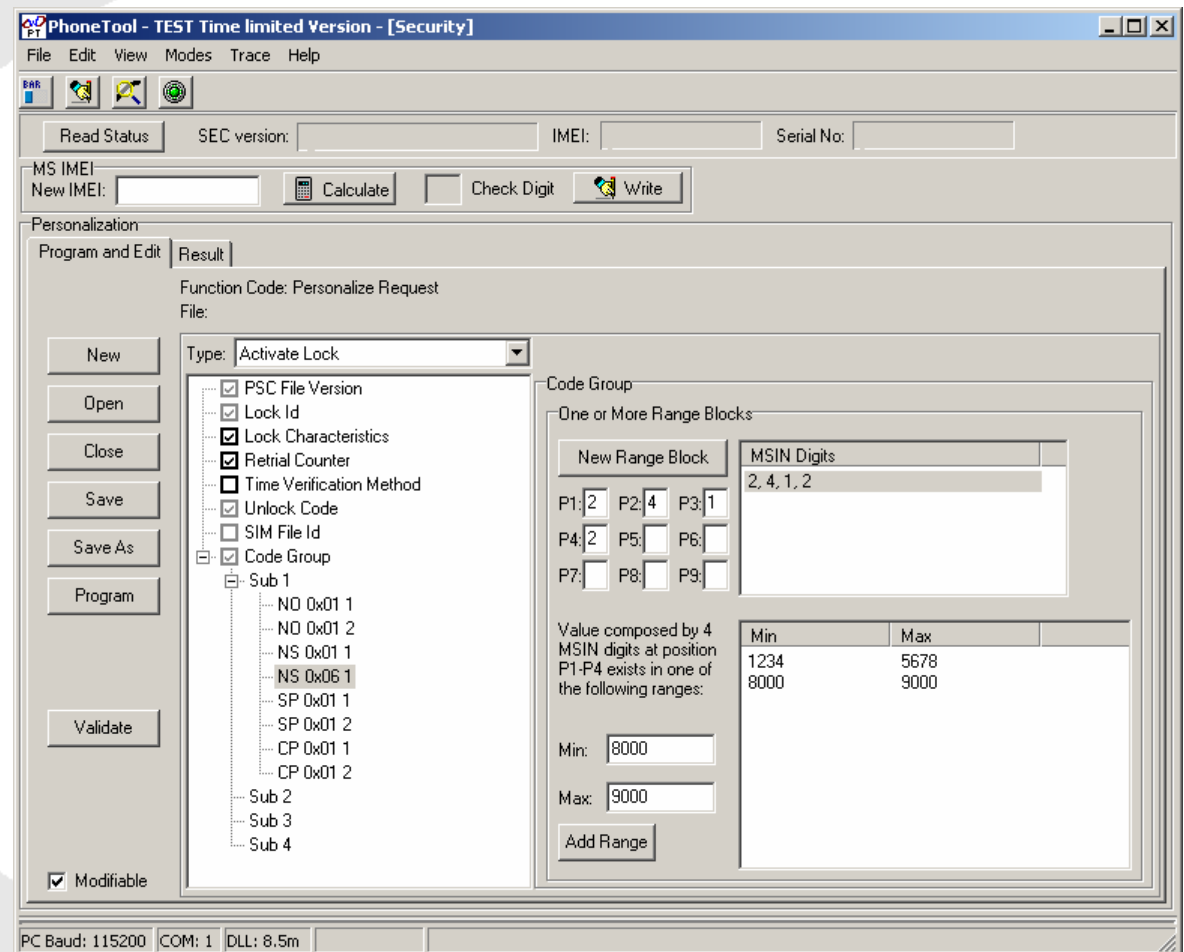 PhoneTool - TEST Time limited Version - [Security]
File Edit View Modes Trace Help
BAR
Read Status SEC version: IMEI: Serial No:
MS IMEI
New IMEI: Calculate Check Digit Write
Personalization
Program and Edit Result
Function Code: Personalize Request
File:
New
Open
Close
Save
Save As
Program
Validate
Modifiable
Type: Activate Lock
PSC File Version
Lock Id
Lock Characteristics
Retrial Counter
Time Verification Method
Unlock Code
SIM File Id
Code Group
Sub 1
NO 0x01 1
NO 0x01 2
NS 0x01 1
NS 0x06 1
SP 0x01 1
SP 0x01 2
CP 0x01 1
CP 0x01 2
Sub 2
Sub 3
Sub 4
Code Group
One or More Range Blocks
New Range Block
P1: 2 P2: 4 P3: 1
P4: 2 P5: P6:
P7: P8: P9:
MSIN Digits
2, 4, 1, 2
Value composed by 4
MSIN digits at position
P1-P4 exists in one of
the following ranges:
Min: 8000
Max: 9000
Add Range
Min Max
1234 5678
8000 9000
PC Baud: 115200 COM: 1 DLL: 8.5m